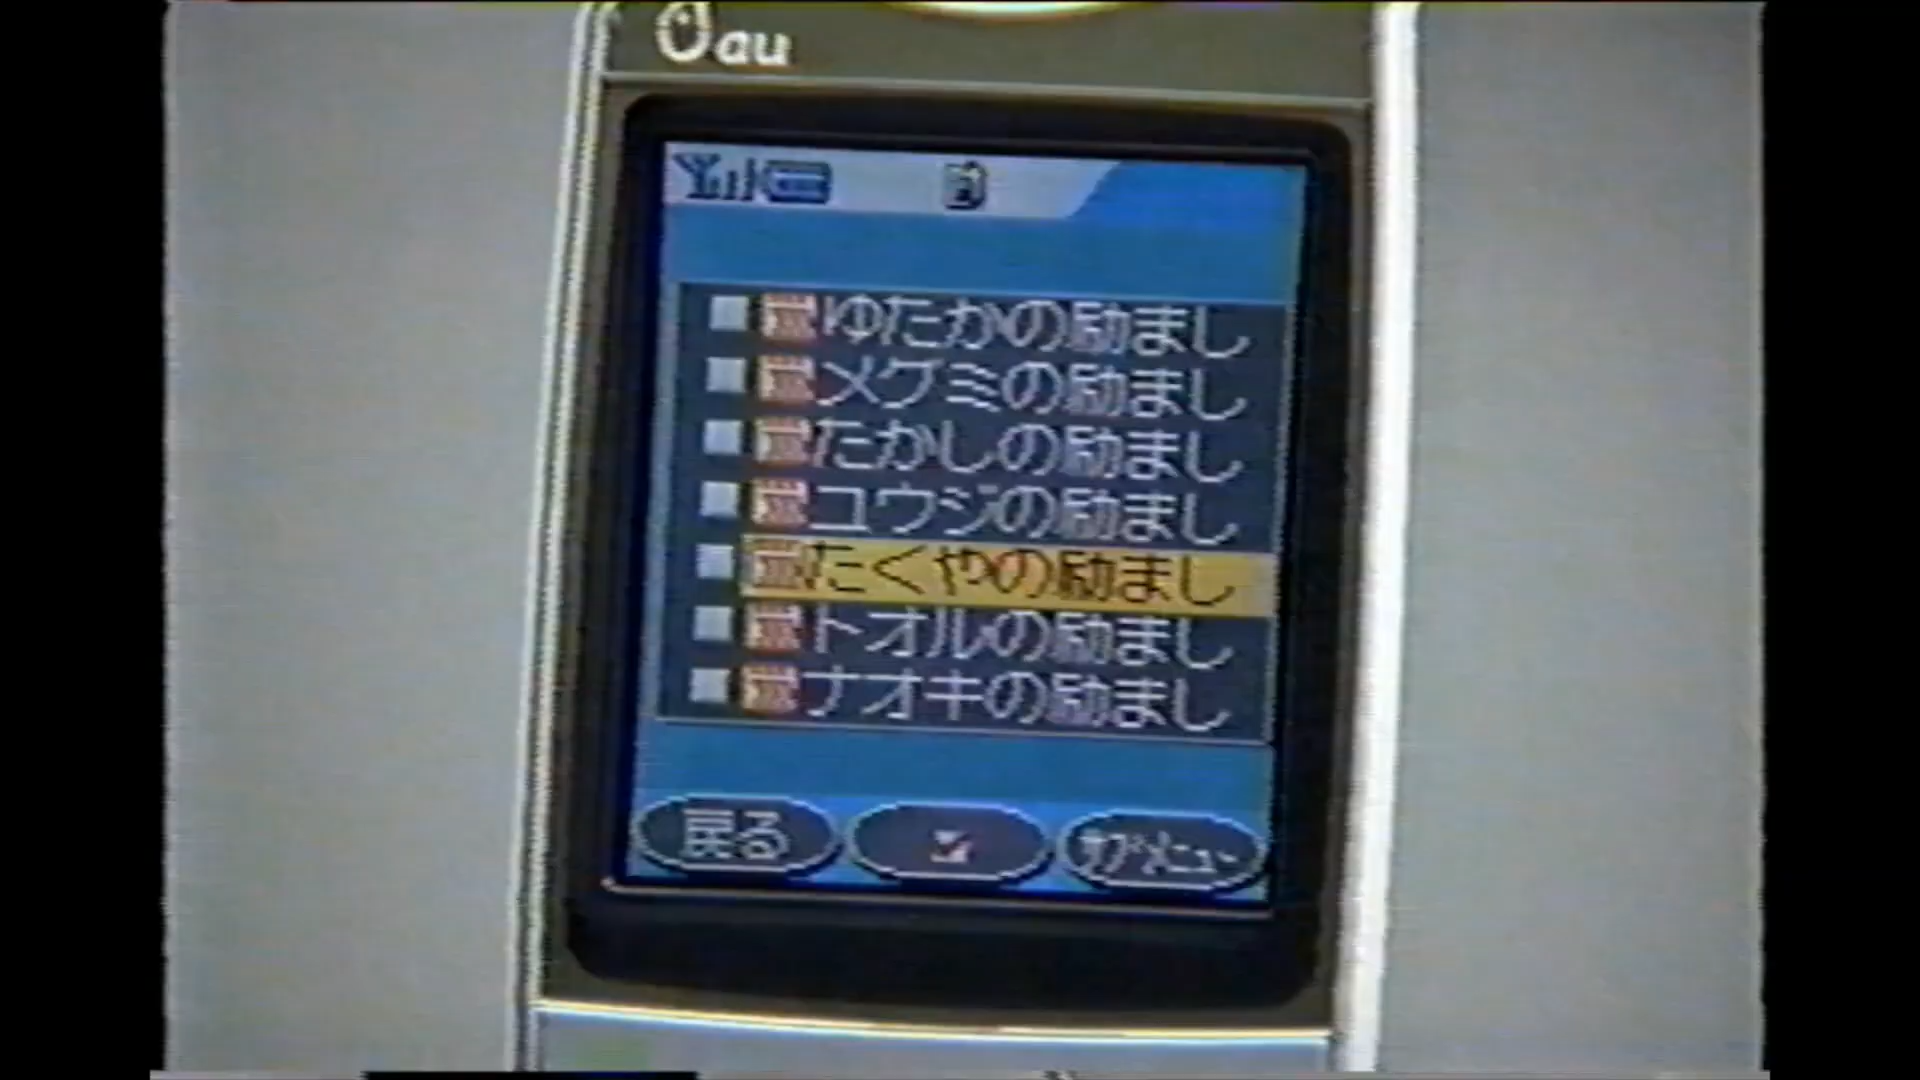 au
ゆたかの励まし
メグミの励まし
たかしの励まし
ユウジの励まし
たくやの励まし
トオルの励まし
ナオキの励まし
戻る
ｻﾌﾞﾒﾆｭｰ